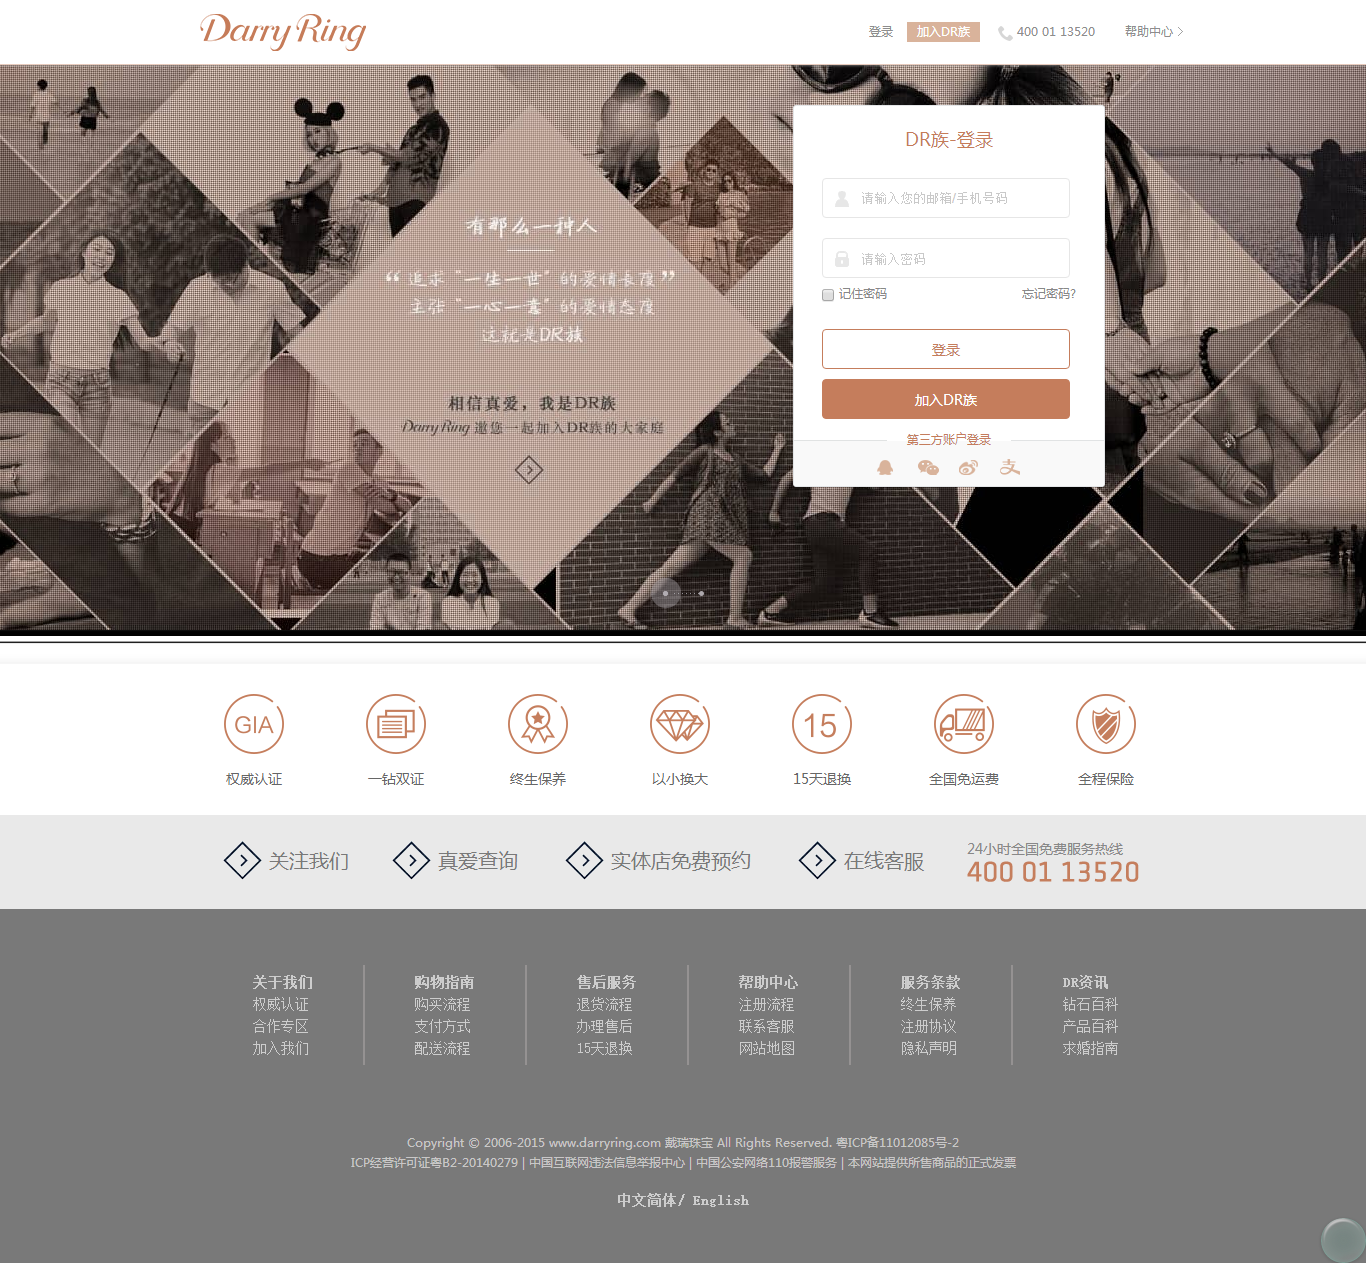 Darry Ring
登录 加入DR族 400 01 13520 帮助中心
有那么一种人
“追求“一生一世”的爱情长度”
主张“一心一意”的爱情态度
这就是DR族
相信真爱，我是DR族
Darry Ring 邀您一起加入DR族的大家庭
DR族-登录
请输入您的邮箱/手机号码
请输入密码
记住密码 忘记密码?
登录
加入DR族
第三方账户登录
GIA 15
权威认证 一钻双证 终生保养 以小换大 15天退换 全国免运费 全程保险
关注我们 真爱查询 实体店免费预约 在线客服
24小时全国免费服务热线
400 01 13520
关于我们 购物指南 售后服务 帮助中心 服务条款 DR资讯
权威认证 购买流程 退货流程 注册流程 终生保养 钻石百科
合作专区 支付方式 办理售后 联系客服 注册协议 产品百科
加入我们 配送流程 15天退换 网站地图 隐私声明 求婚指南
Copyright © 2006-2015 www.darryring.com 戴瑞珠宝 All Rights Reserved. 粤ICP备11012085号-2
ICP经营许可证粤B2-20140279 | 中国互联网违法信息举报中心 | 中国公安网络110报警服务 | 本网站提供所售商品的正式发票
中文简体/ English